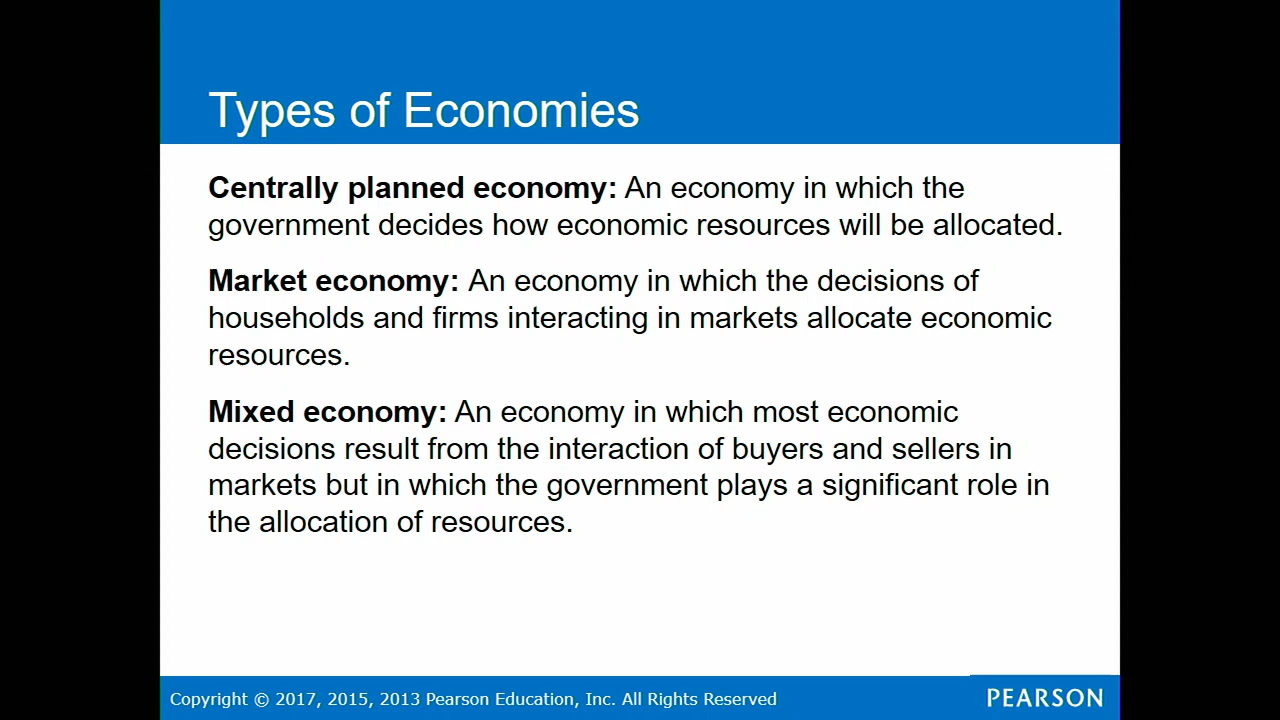 Types of Economies
Centrally planned economy: An economy in which the
government decides how economic resources will be allocated.
Market economy: An economy in which the decisions of
households and firms interacting in markets allocate economic
resources.
Mixed economy: An economy in which most economic
decisions result from the interaction of buyers and sellers in
markets but in which the government plays a significant role in
the allocation of resources.
Copyright © 2017, 2015, 2013 Pearson Education, Inc. All Rights Reserved
PEARSON